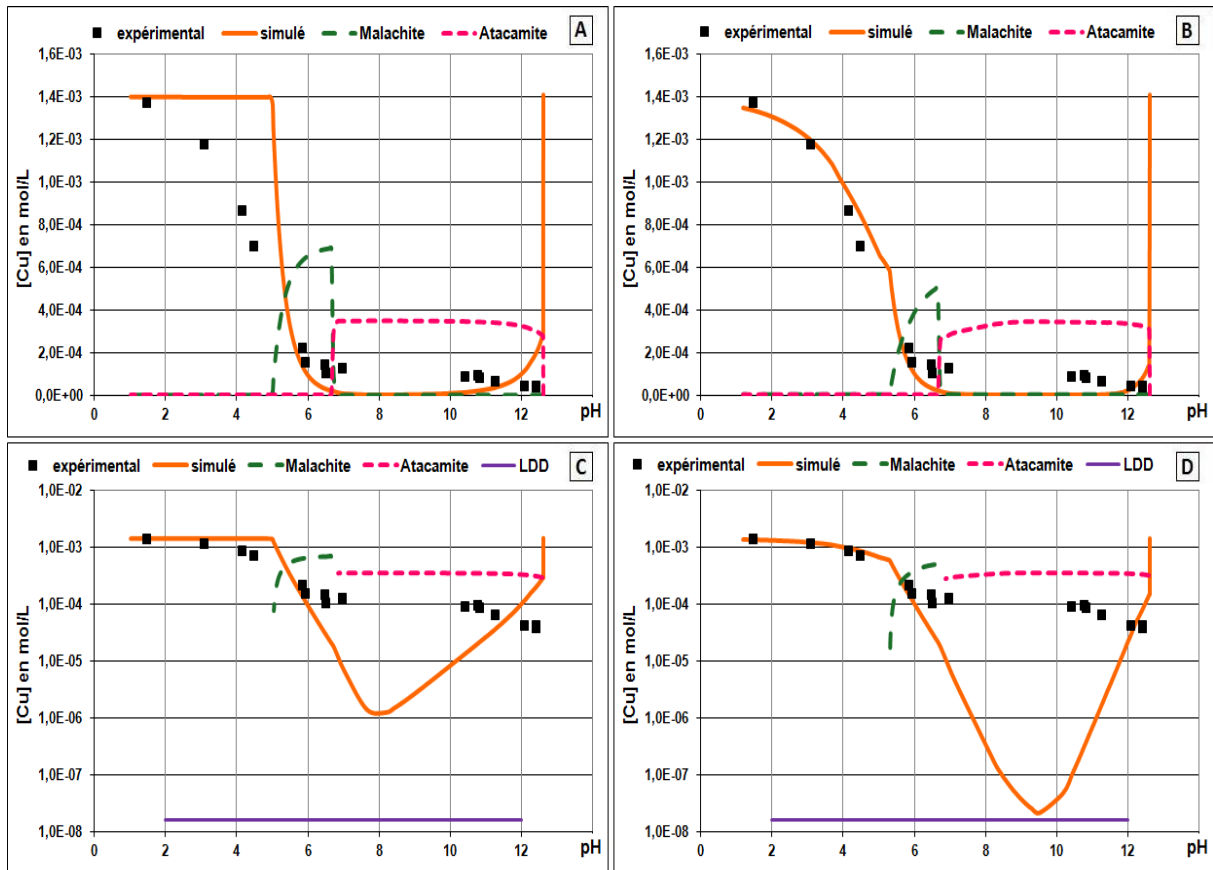 expérimental simulé Malachite Atacamite A
1,6E-03
1,4E-03
1,2E-03
1,0E-03
8,0E-04
6,0E-04
4,0E-04
2,0E-04
0,0E+00
[Cu] en mol/L
0 2 4 6 8 10 12 pH
expérimental simulé Malachite Atacamite B
1,6E-03
1,4E-03
1,2E-03
1,0E-03
8,0E-04
6,0E-04
4,0E-04
2,0E-04
0,0E+00
[Cu] en mol/L
0 2 4 6 8 10 12 pH
expérimental simulé Malachite Atacamite LDD C
1,0E-02
1,0E-03
1,0E-04
1,0E-05
1,0E-06
1,0E-07
1,0E-08
[Cu] en mol/L
0 2 4 6 8 10 12 pH
expérimental simulé Malachite Atacamite LDD D
1,0E-02
1,0E-03
1,0E-04
1,0E-05
1,0E-06
1,0E-07
1,0E-08
[Cu] en mol/L
0 2 4 6 8 10 12 pH